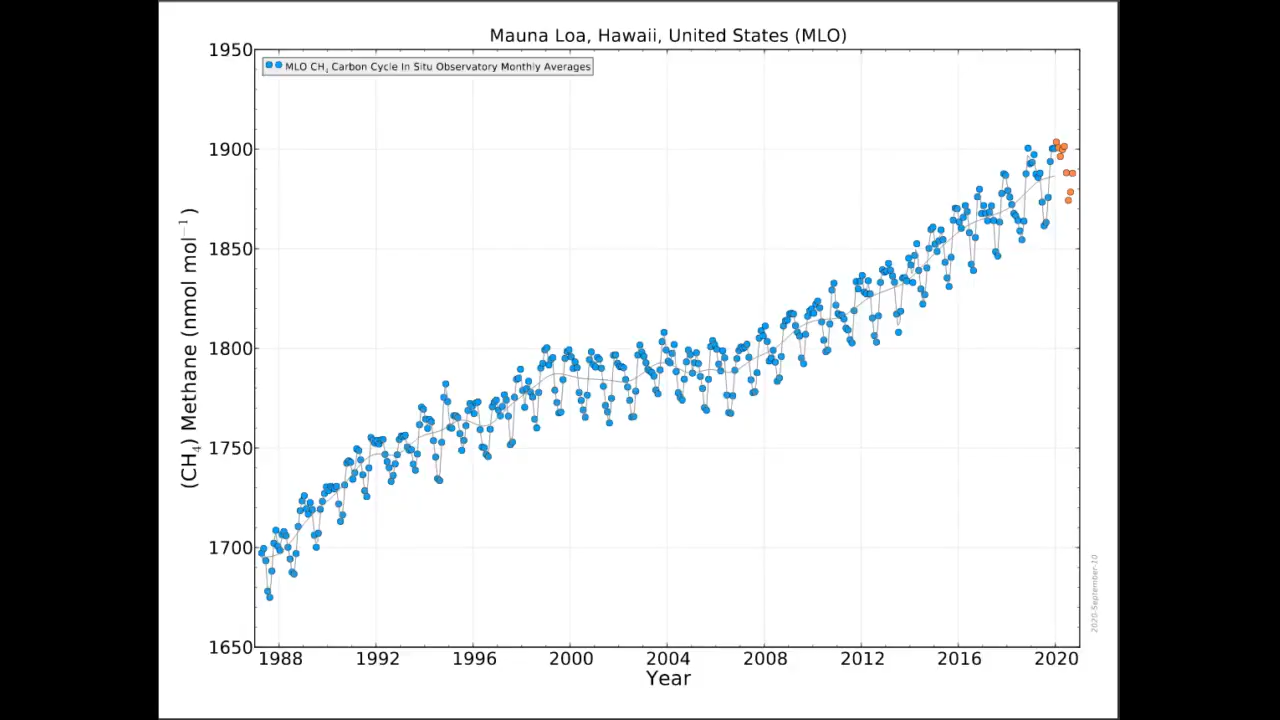 Mauna Loa, Hawaii, United States (MLO)
MLO CH₄ Carbon Cycle In Situ Observatory Monthly Averages
(CH₄) Methane (nmol mol⁻¹)
1950
1900
1850
1800
1750
1700
1650
1988 1992 1996 2000 2004 2008 2012 2016 2020
Year
2020-September-10